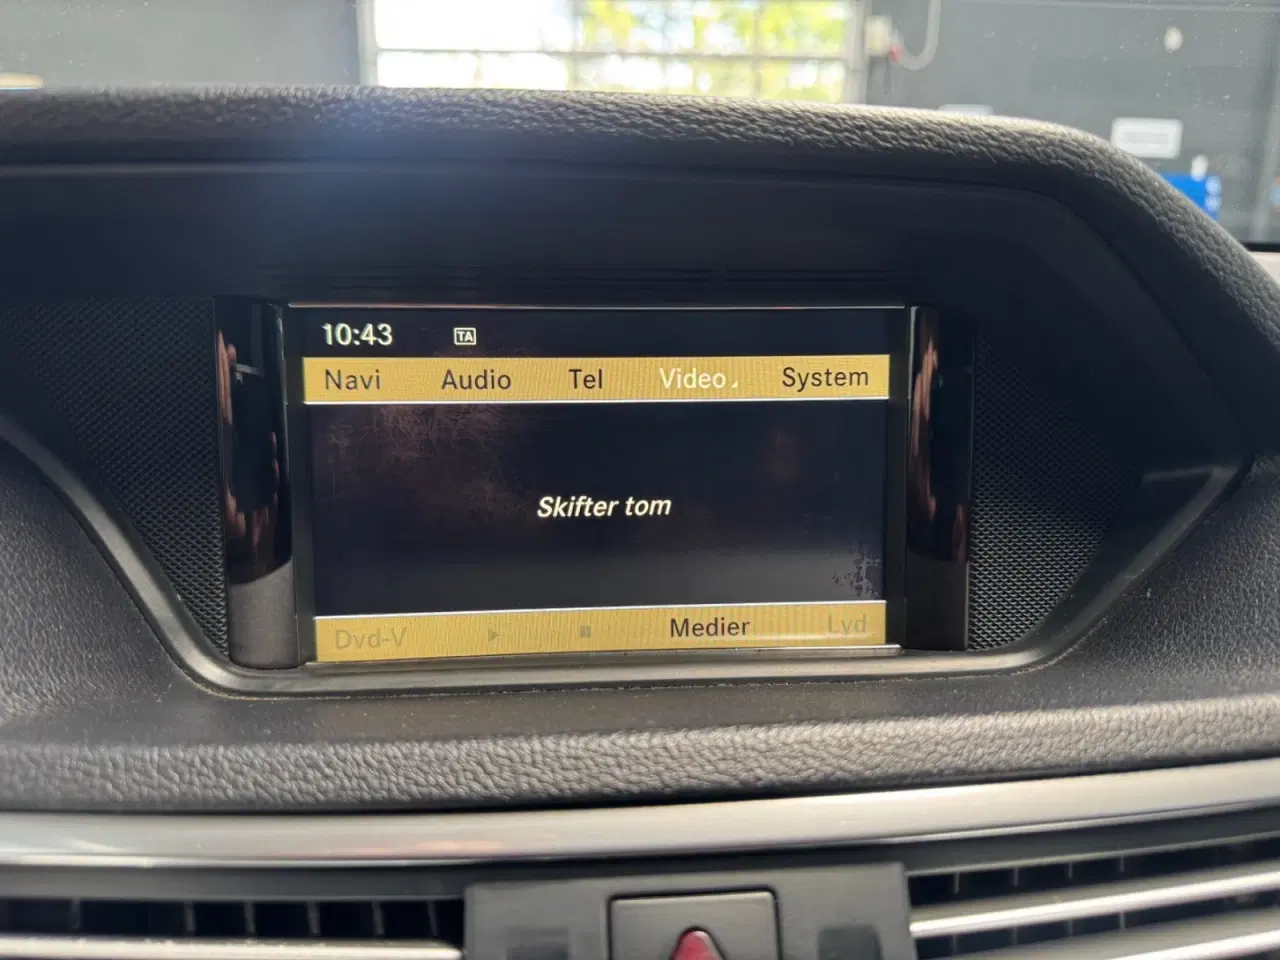 10:43 TA
Navi Audio Tel Video System
Skifter tom
Dvd-V Medier Lyd